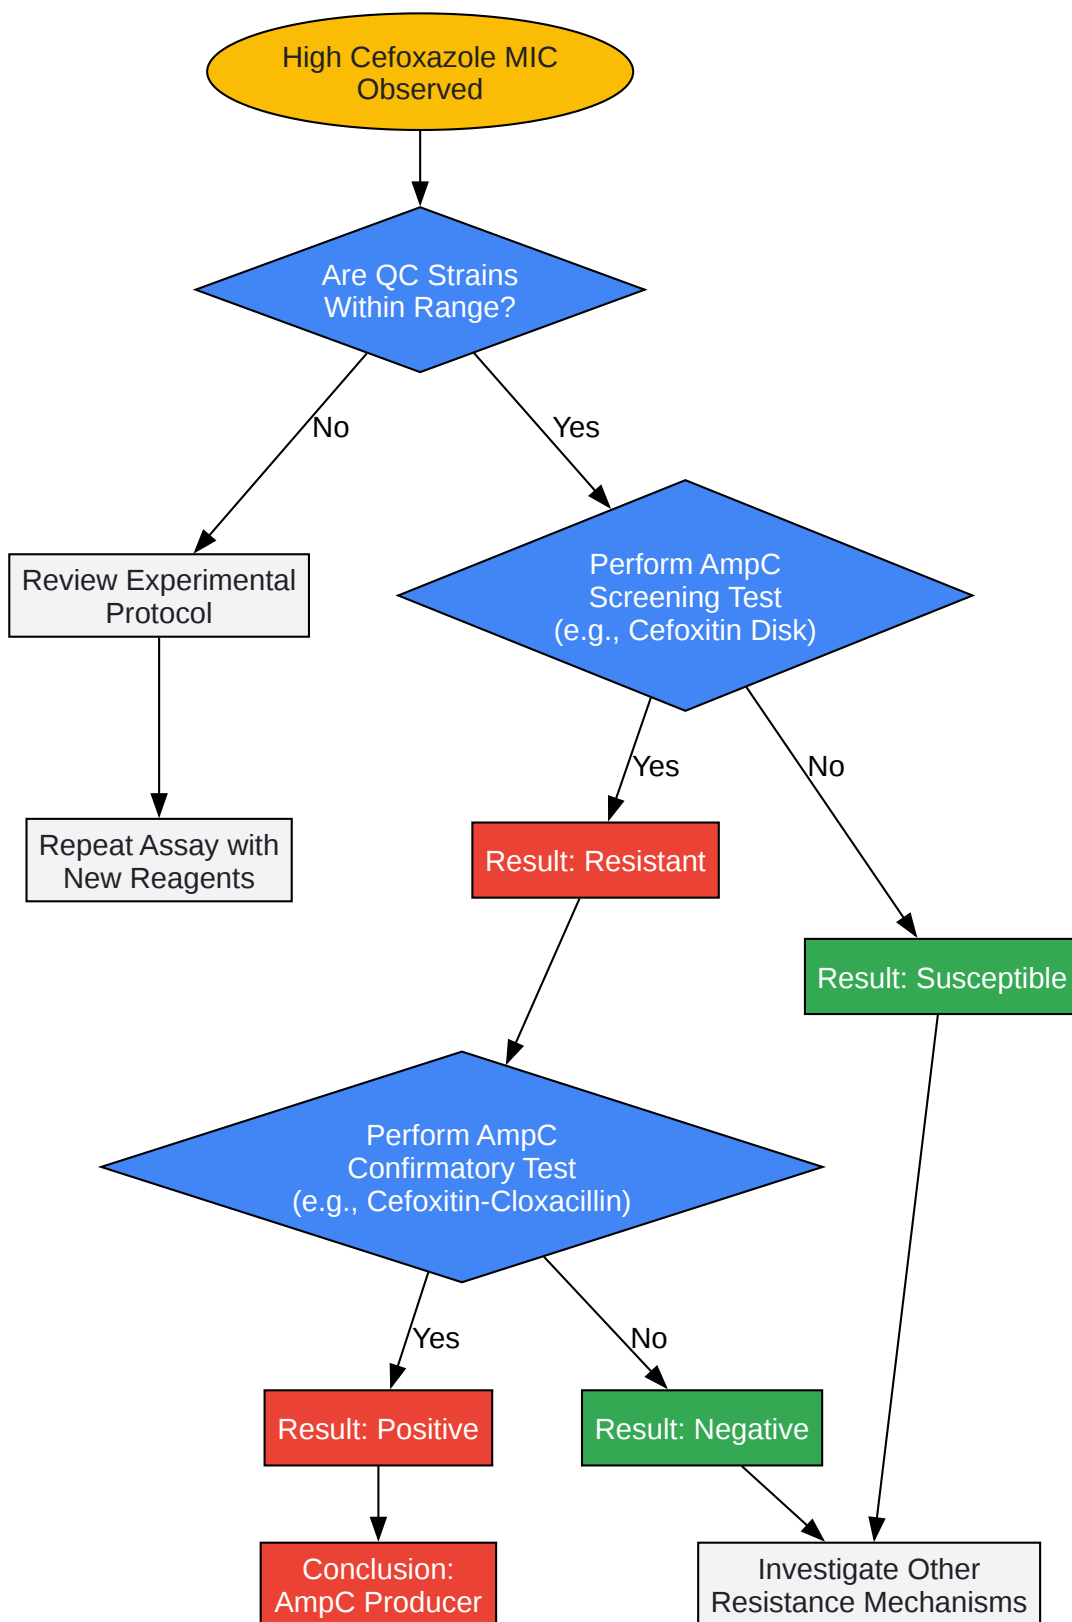 High Cefoxazole MIC
Observed
Are QC Strains
Within Range?
No
Yes
Review Experimental
Protocol
Perform AmpC
Screening Test
(e.g., Cefoxitin Disk)
Yes
No
Repeat Assay with
New Reagents
Result: Resistant
Result: Susceptible
Perform AmpC
Confirmatory Test
(e.g., Cefoxitin-Cloxacillin)
Yes
No
Result: Positive
Result: Negative
Conclusion:
AmpC Producer
Investigate Other
Resistance Mechanisms